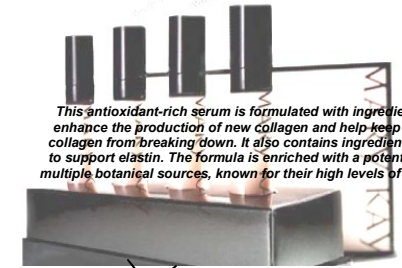 This antioxidant-rich serum is formulated with ingredie
enhance the production of new collagen and help keep
collagen from breaking down. It also contains ingredien
to support elastin. The formula is enriched with a potent
multiple botanical sources, known for their high levels of
MARY KAY